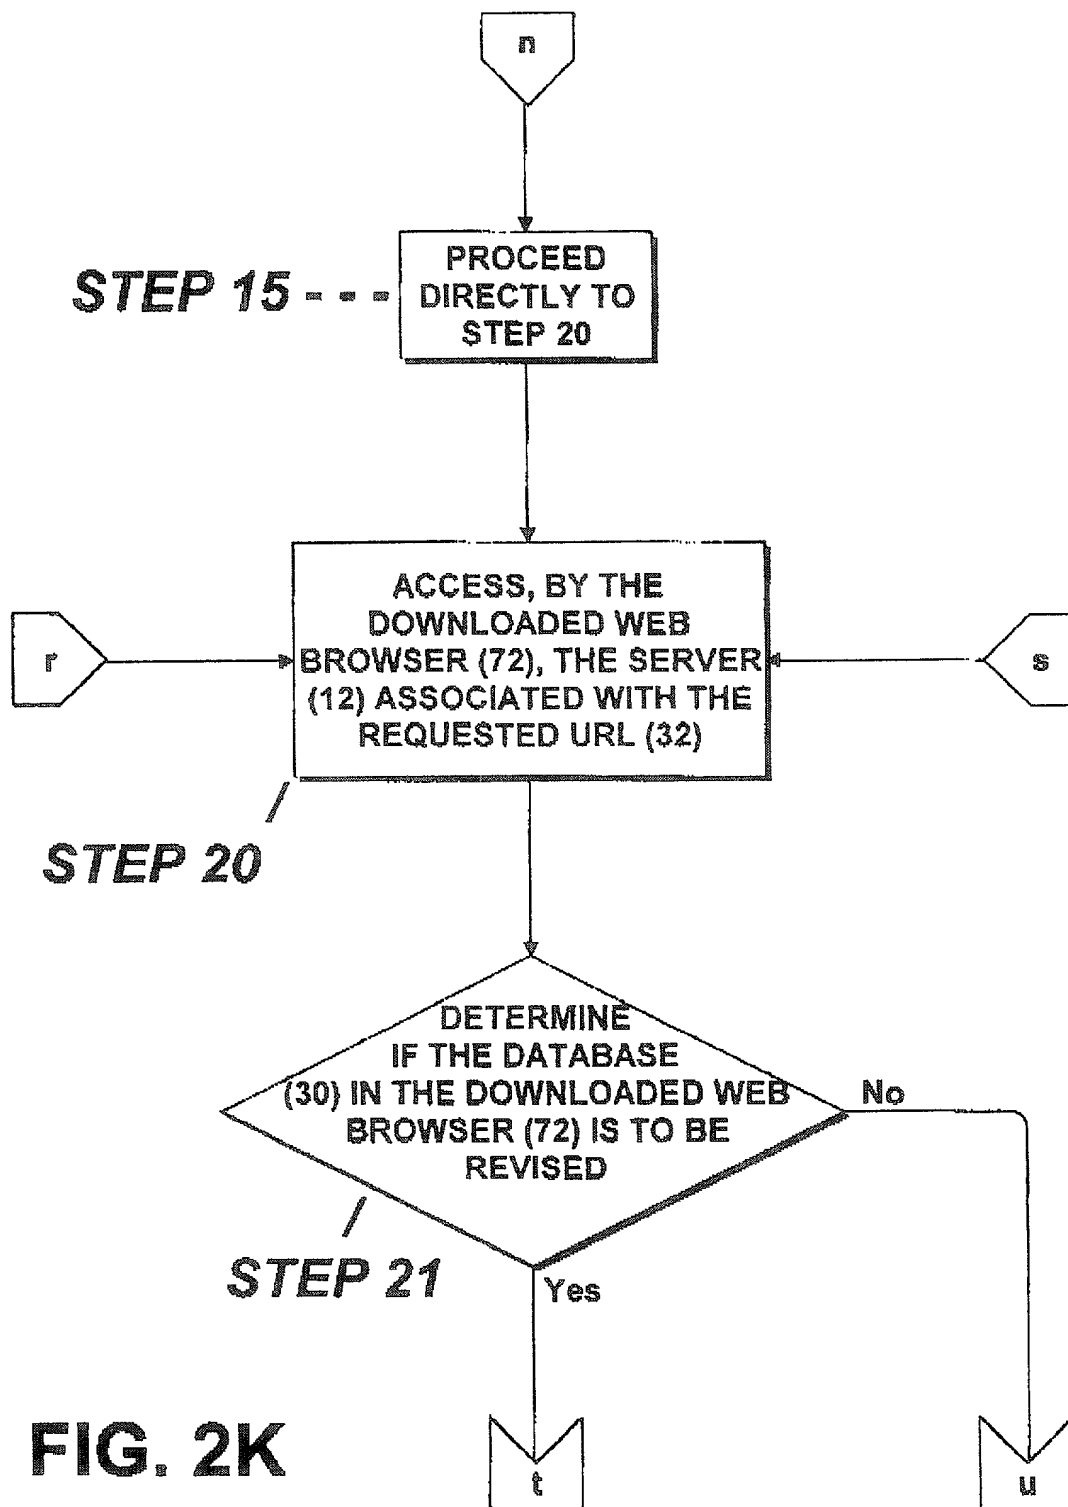 n
STEP 15
PROCEED
DIRECTLY TO
STEP 20
ACCESS, BY THE
DOWNLOADED WEB
BROWSER (72), THE SERVER
(12) ASSOCIATED WITH THE
REQUESTED URL (32)
r
s
STEP 20
DETERMINE
IF THE DATABASE
(30) IN THE DOWNLOADED WEB
BROWSER (72) IS TO BE
REVISED
No
STEP 21
Yes
FIG. 2K
t
u